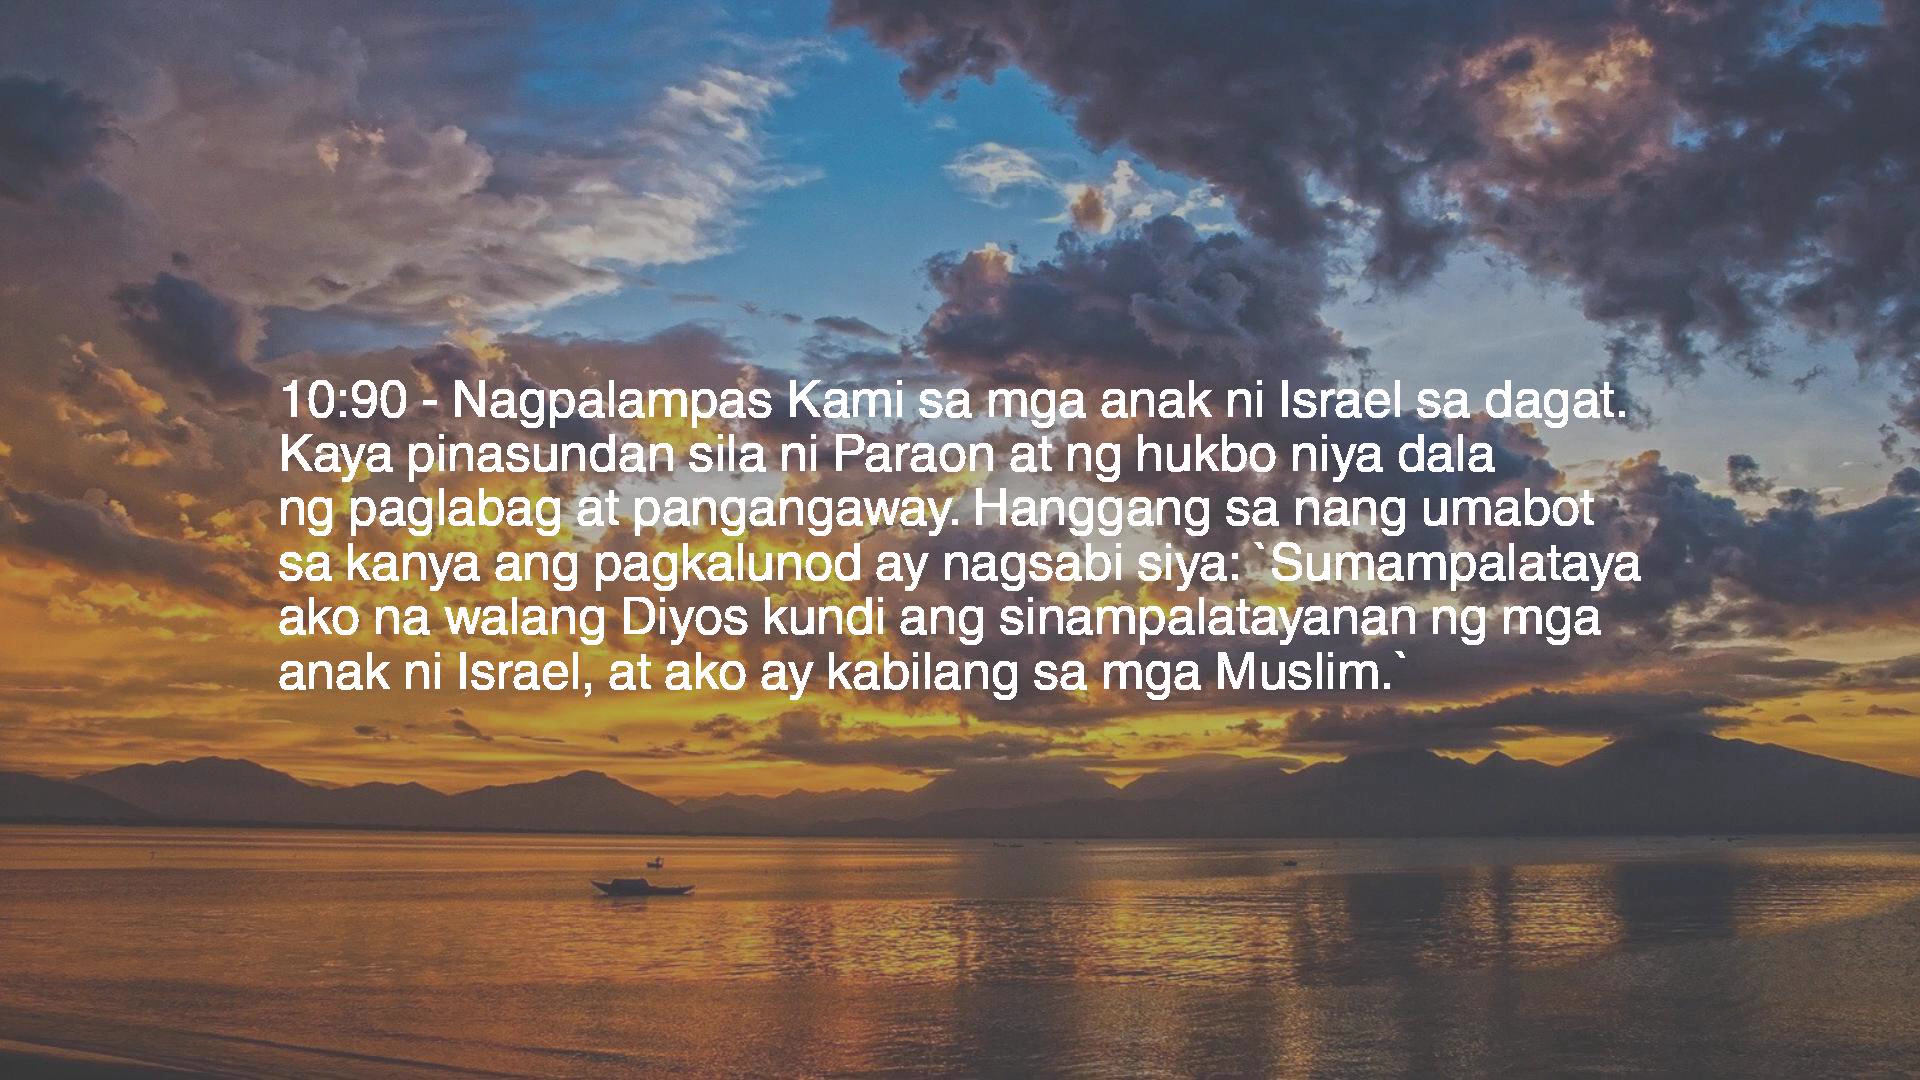 10:90 - Nagpalampas Kami sa mga anak ni Israel sa dagat.
Kaya pinasundan sila ni Paraon at ng hukbo niya dala
ng paglabag at pangangaway. Hanggang sa nang umabot
sa kanya ang pagkalunod ay nagsabi siya: `Sumampalataya
ako na walang Diyos kundi ang sinampalatayanan ng mga
anak ni Israel, at ako ay kabilang sa mga Muslim.`